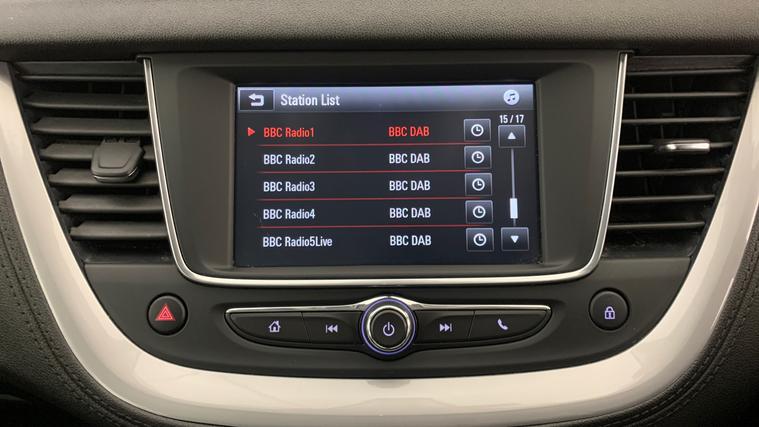 Station List
15 / 17
BBC Radio1 BBC DAB
BBC Radio2 BBC DAB
BBC Radio3 BBC DAB
BBC Radio4 BBC DAB
BBC Radio5Live BBC DAB